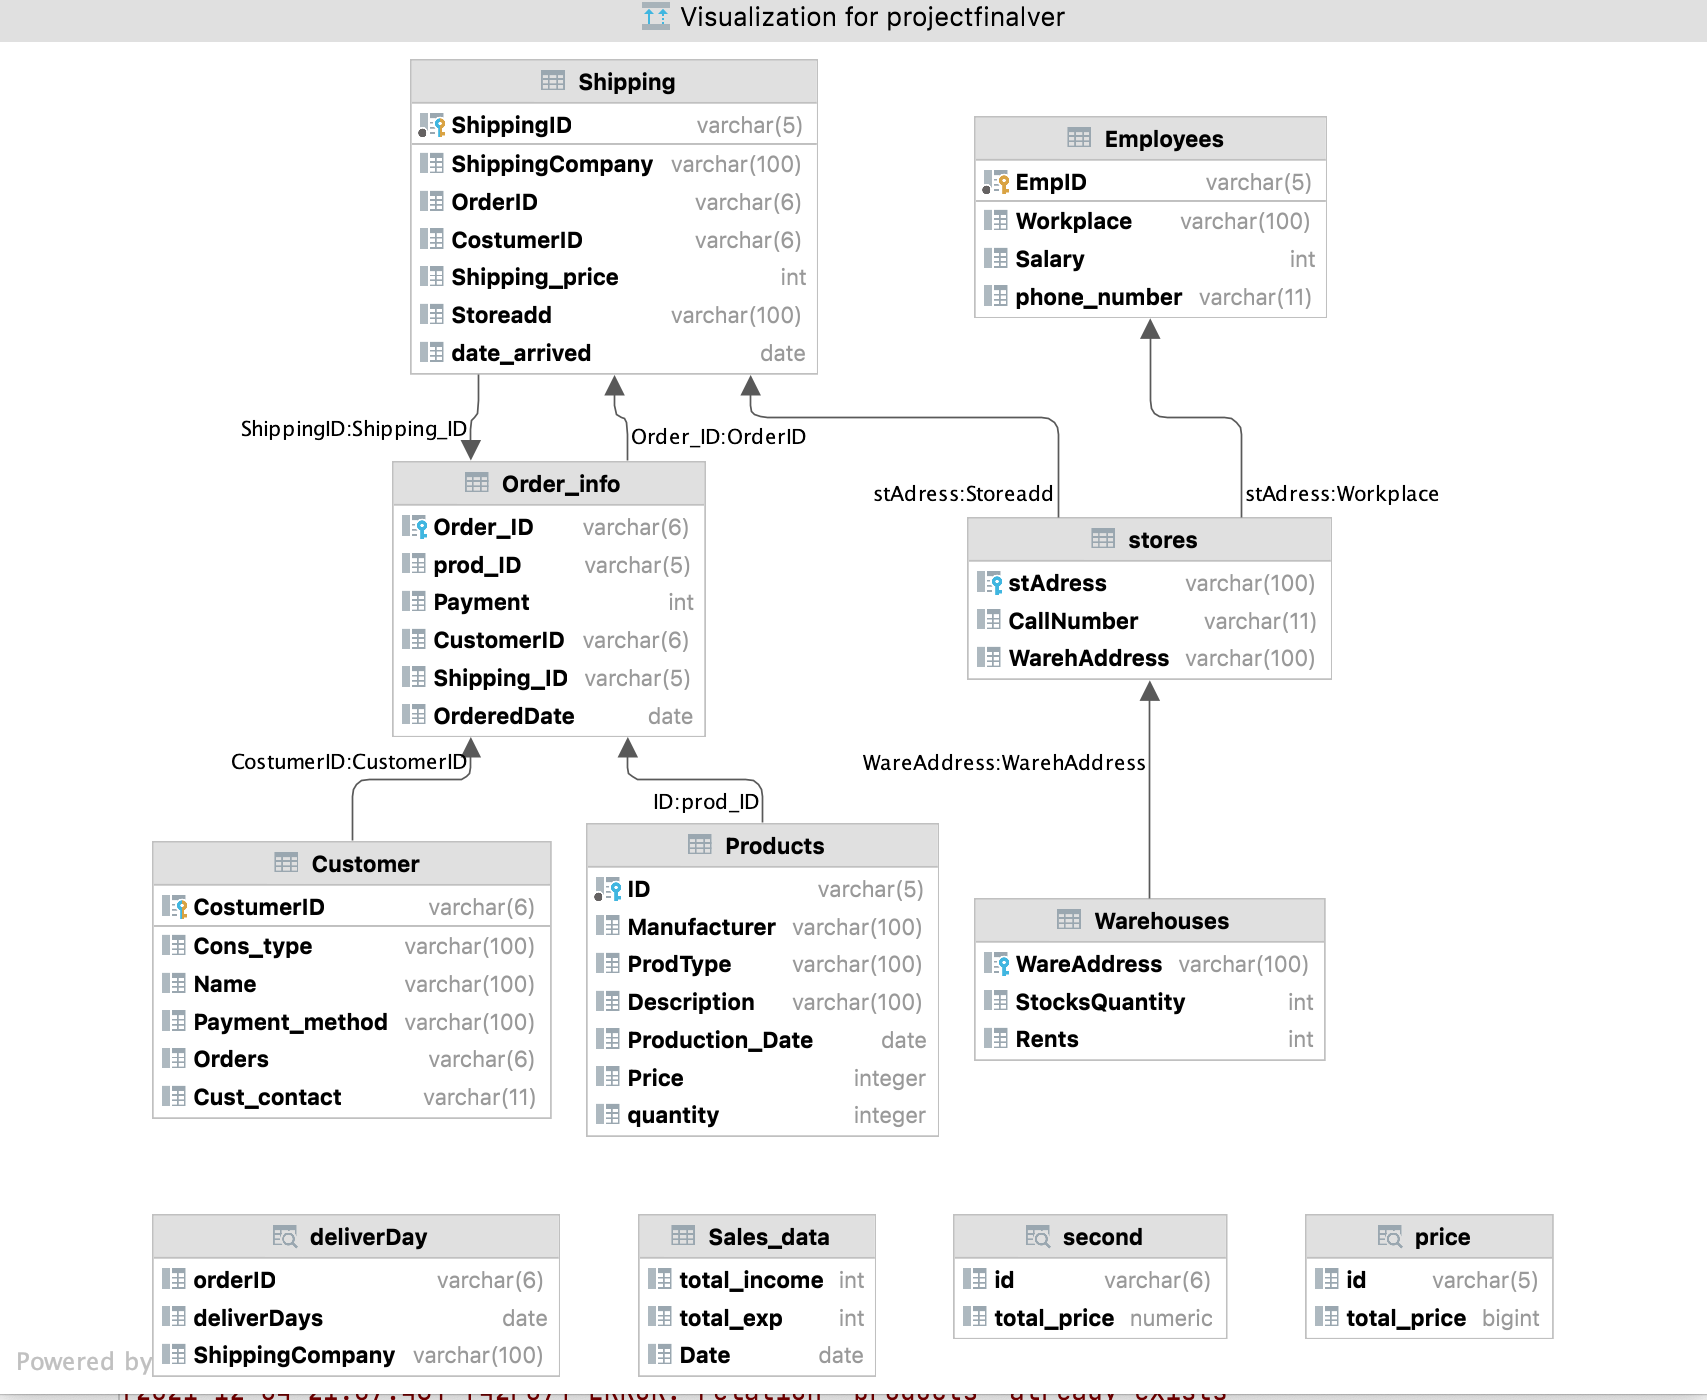 Visualization for projectfinalver
Shipping
ShippingID varchar(5)
ShippingCompany varchar(100)
OrderID varchar(6)
CostumerID varchar(6)
Shipping_price int
Storeadd varchar(100)
date_arrived date
Employees
EmpID varchar(5)
Workplace varchar(100)
Salary int
phone_number varchar(11)
ShippingID:Shipping_ID
Order_ID:OrderID
stAdress:Storeadd
stAdress:Workplace
Order_info
Order_ID varchar(6)
prod_ID varchar(5)
Payment int
CustomerID varchar(6)
Shipping_ID varchar(5)
OrderedDate date
stores
stAdress varchar(100)
CallNumber varchar(11)
WarehAddress varchar(100)
CostumerID:CustomerID
ID:prod_ID
WareAddress:WarehAddress
Customer
CostumerID varchar(6)
Cons_type varchar(100)
Name varchar(100)
Payment_method varchar(100)
Orders varchar(6)
Cust_contact varchar(11)
Products
ID varchar(5)
Manufacturer varchar(100)
ProdType varchar(100)
Description varchar(100)
Production_Date date
Price integer
quantity integer
Warehouses
WareAddress varchar(100)
StocksQuantity int
Rents int
deliverDay
orderID varchar(6)
deliverDays date
ShippingCompany varchar(100)
Sales_data
total_income int
total_exp int
Date date
second
id varchar(6)
total_price numeric
price
id varchar(5)
total_price bigint
Powered by